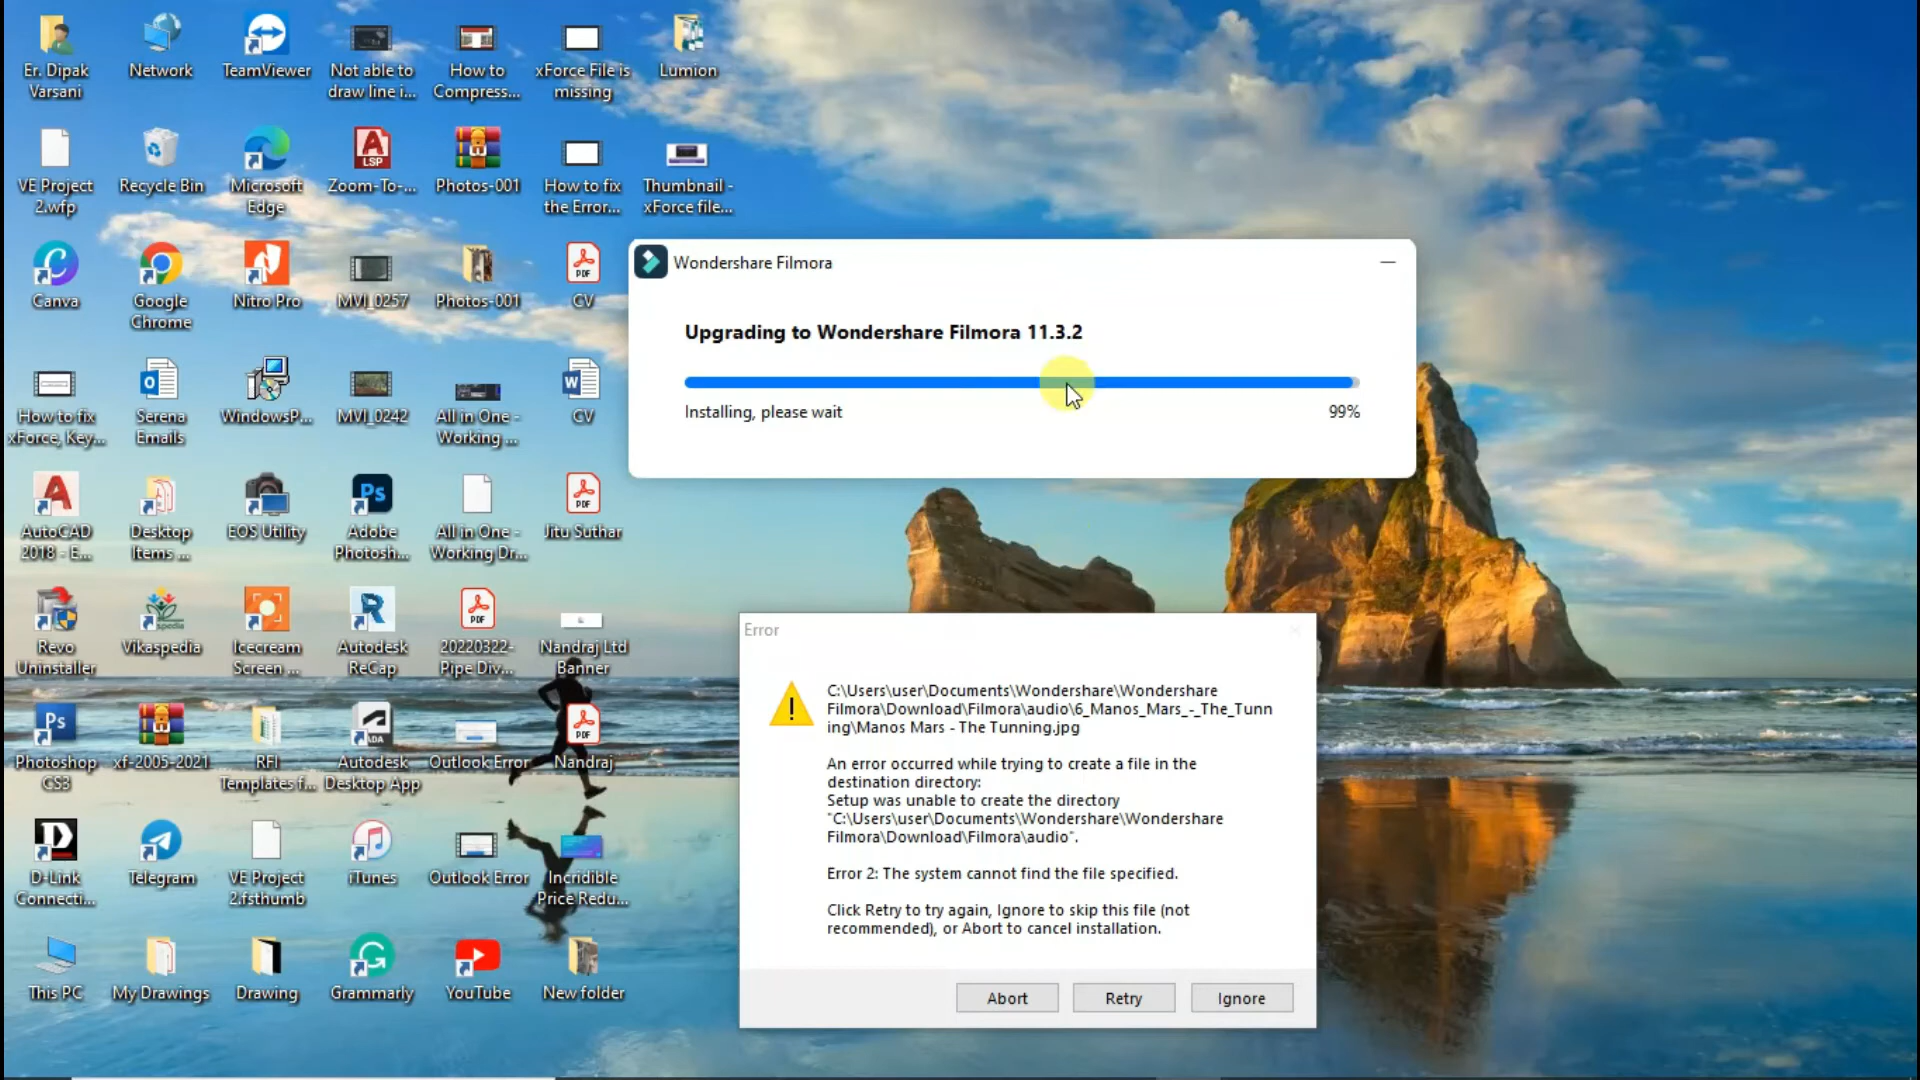 Er. Dipak
Varsani
Network
TeamViewer
Not able to
draw line i...
How to
Compress...
xForce File is
missing
Lumion
VE Project
2.wfp
Recycle Bin
Microsoft
Edge
Zoom-To-...
Photos-001
How to fix
the Error...
Thumbnail -
xForce file...
Canva
Google
Chrome
Nitro Pro
MVI_0257
Photos-001
PDF
CV
How to fix
xForce, Key...
Serena
Emails
WindowsP...
MVI_0242
All in One -
Working ...
CV
AutoCAD
2018 - E...
Desktop
Items ...
EOS Utility
Adobe
Photosh...
All in One -
Working Dr...
PDF
Jitu Suthar
Revo
Uninstaller
Vikaspedia
Icecream
Screen ...
Autodesk
ReCap
PDF
20220322-
Pipe Div...
Nandraj Ltd
Banner
Photoshop
CS3
xf-2005-2021
RFI
Templates f...
Autodesk
Desktop App
Outlook Error
PDF
Nandraj
D-Link
Connecti...
Telegram
VE Project
2.fsthumb
iTunes
Outlook Error
Incridible
Price Redu...
This PC
My Drawings
Drawing
Grammarly
YouTube
New folder
Wondershare Filmora
Upgrading to Wondershare Filmora 11.3.2
Installing, please wait
99%
Error
C:\Users\user\Documents\Wondershare\Wondershare
Filmora\Download\Filmora\audio\6_Manos_Mars_-_The_Tunn
ing\Manos Mars - The Tunning.jpg
An error occurred while trying to create a file in the
destination directory:
Setup was unable to create the directory
"C:\Users\user\Documents\Wondershare\Wondershare
Filmora\Download\Filmora\audio".
Error 2: The system cannot find the file specified.
Click Retry to try again, Ignore to skip this file (not
recommended), or Abort to cancel installation.
Abort
Retry
Ignore